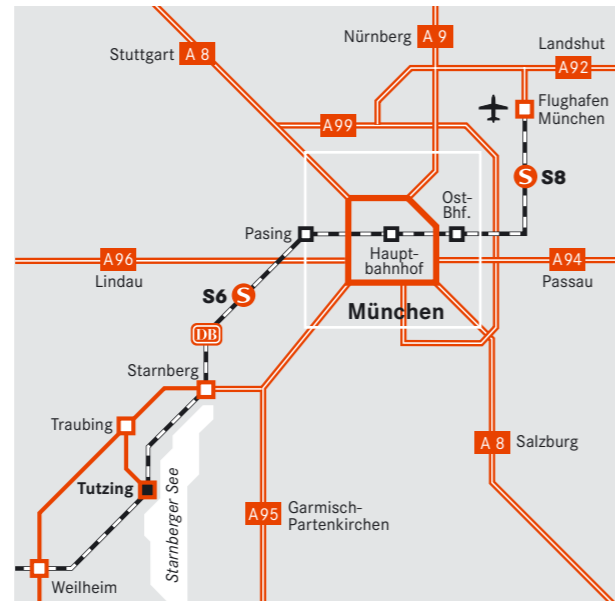 Nürnberg
A 9
Landshut
Stuttgart
A 8
A92
Flughafen
München
A99
S
S8
Ost-
Bhf.
Pasing
Haupt-
bahnhof
A96
Lindau
A94
Passau
S6
S
München
DB
Starnberg
Traubing
A 8
Salzburg
Tutzing
Starnberger See
A95
Garmisch-
Partenkirchen
Weilheim